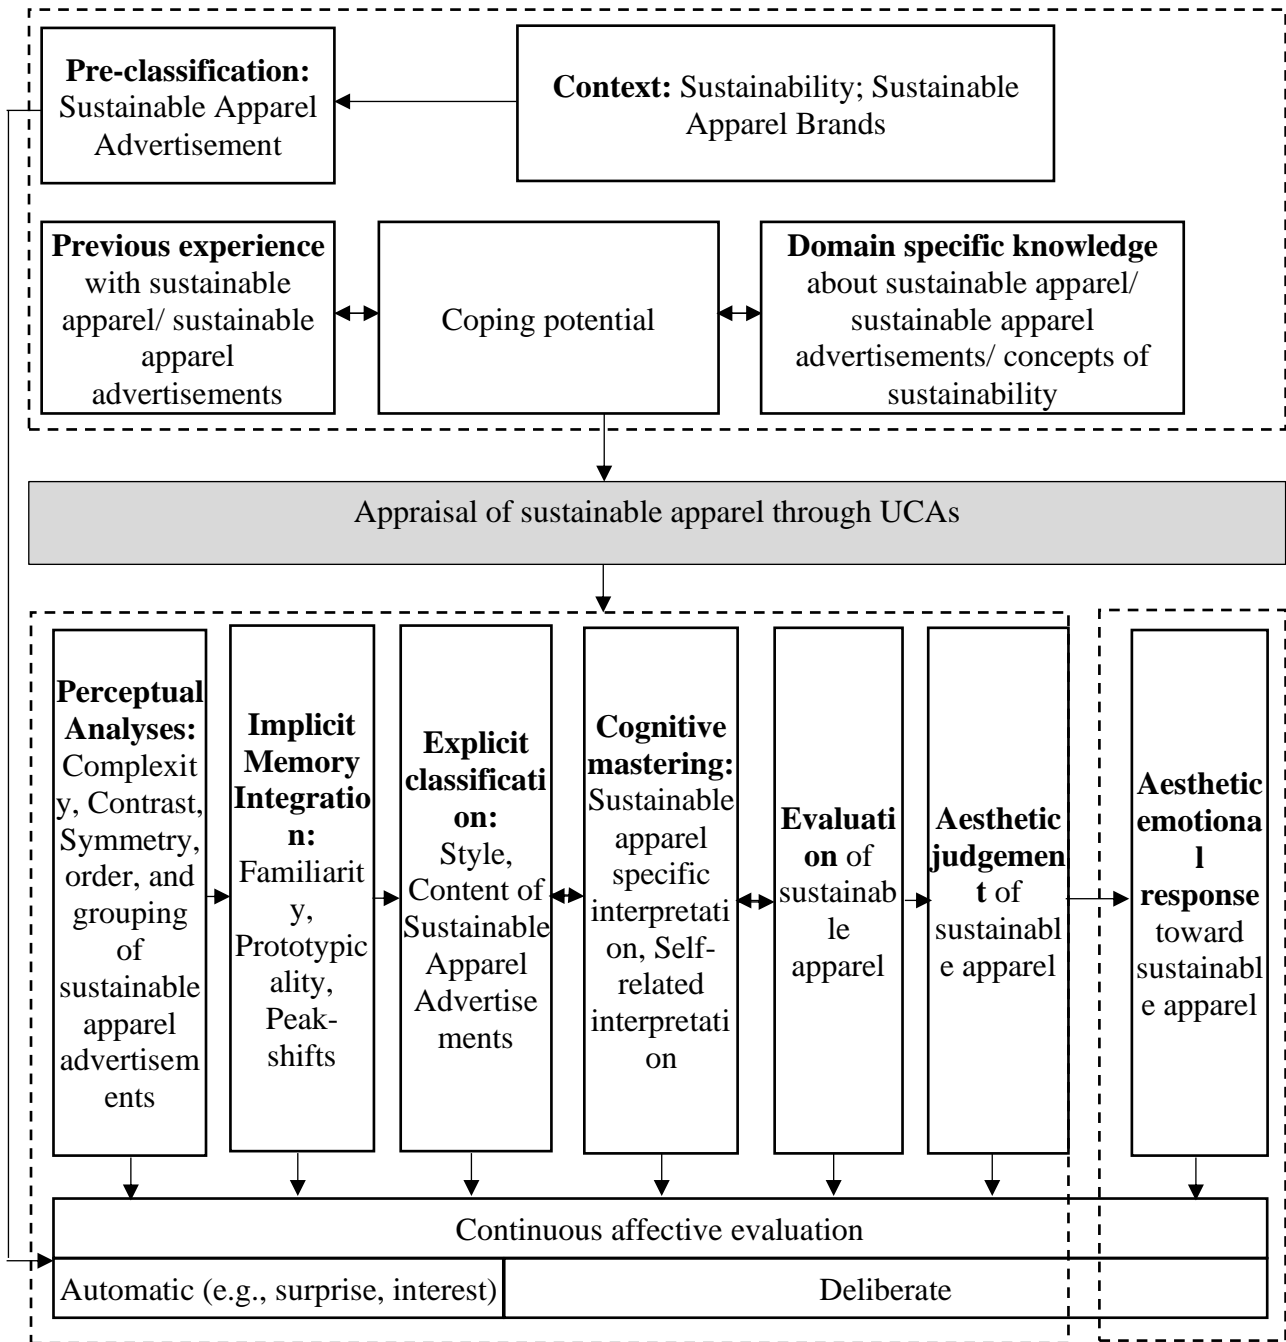 Pre-classification:
Sustainable Apparel
Advertisement
Context: Sustainability; Sustainable
Apparel Brands
Previous experience
with sustainable
apparel/ sustainable
apparel
advertisements
Coping potential
Domain specific knowledge
about sustainable apparel/
sustainable apparel
advertisements/ concepts of
sustainability
Appraisal of sustainable apparel through UCAs
Perceptual
Analyses:
Complexit
y, Contrast,
Symmetry,
order, and
grouping
of
sustainable
apparel
advertisem
ents
Implicit
Memory
Integratio
n:
Familiarit
y,
Prototypic
ality,
Peak-
shifts
Explicit
classificati
on:
Style,
Content of
Sustainable
Apparel
Advertise
ments
Cognitive
mastering:
Sustainable
apparel
specific
interpretati
on, Self-
related
interpretati
on
Evaluati
on of
sustainab
le
apparel
Aesthetic
judgemen
t of
sustainabl
e apparel
Aesthetic
emotiona
l
response
toward
sustainabl
e apparel
Continuous affective evaluation
Automatic (e.g., surprise, interest)
Deliberate